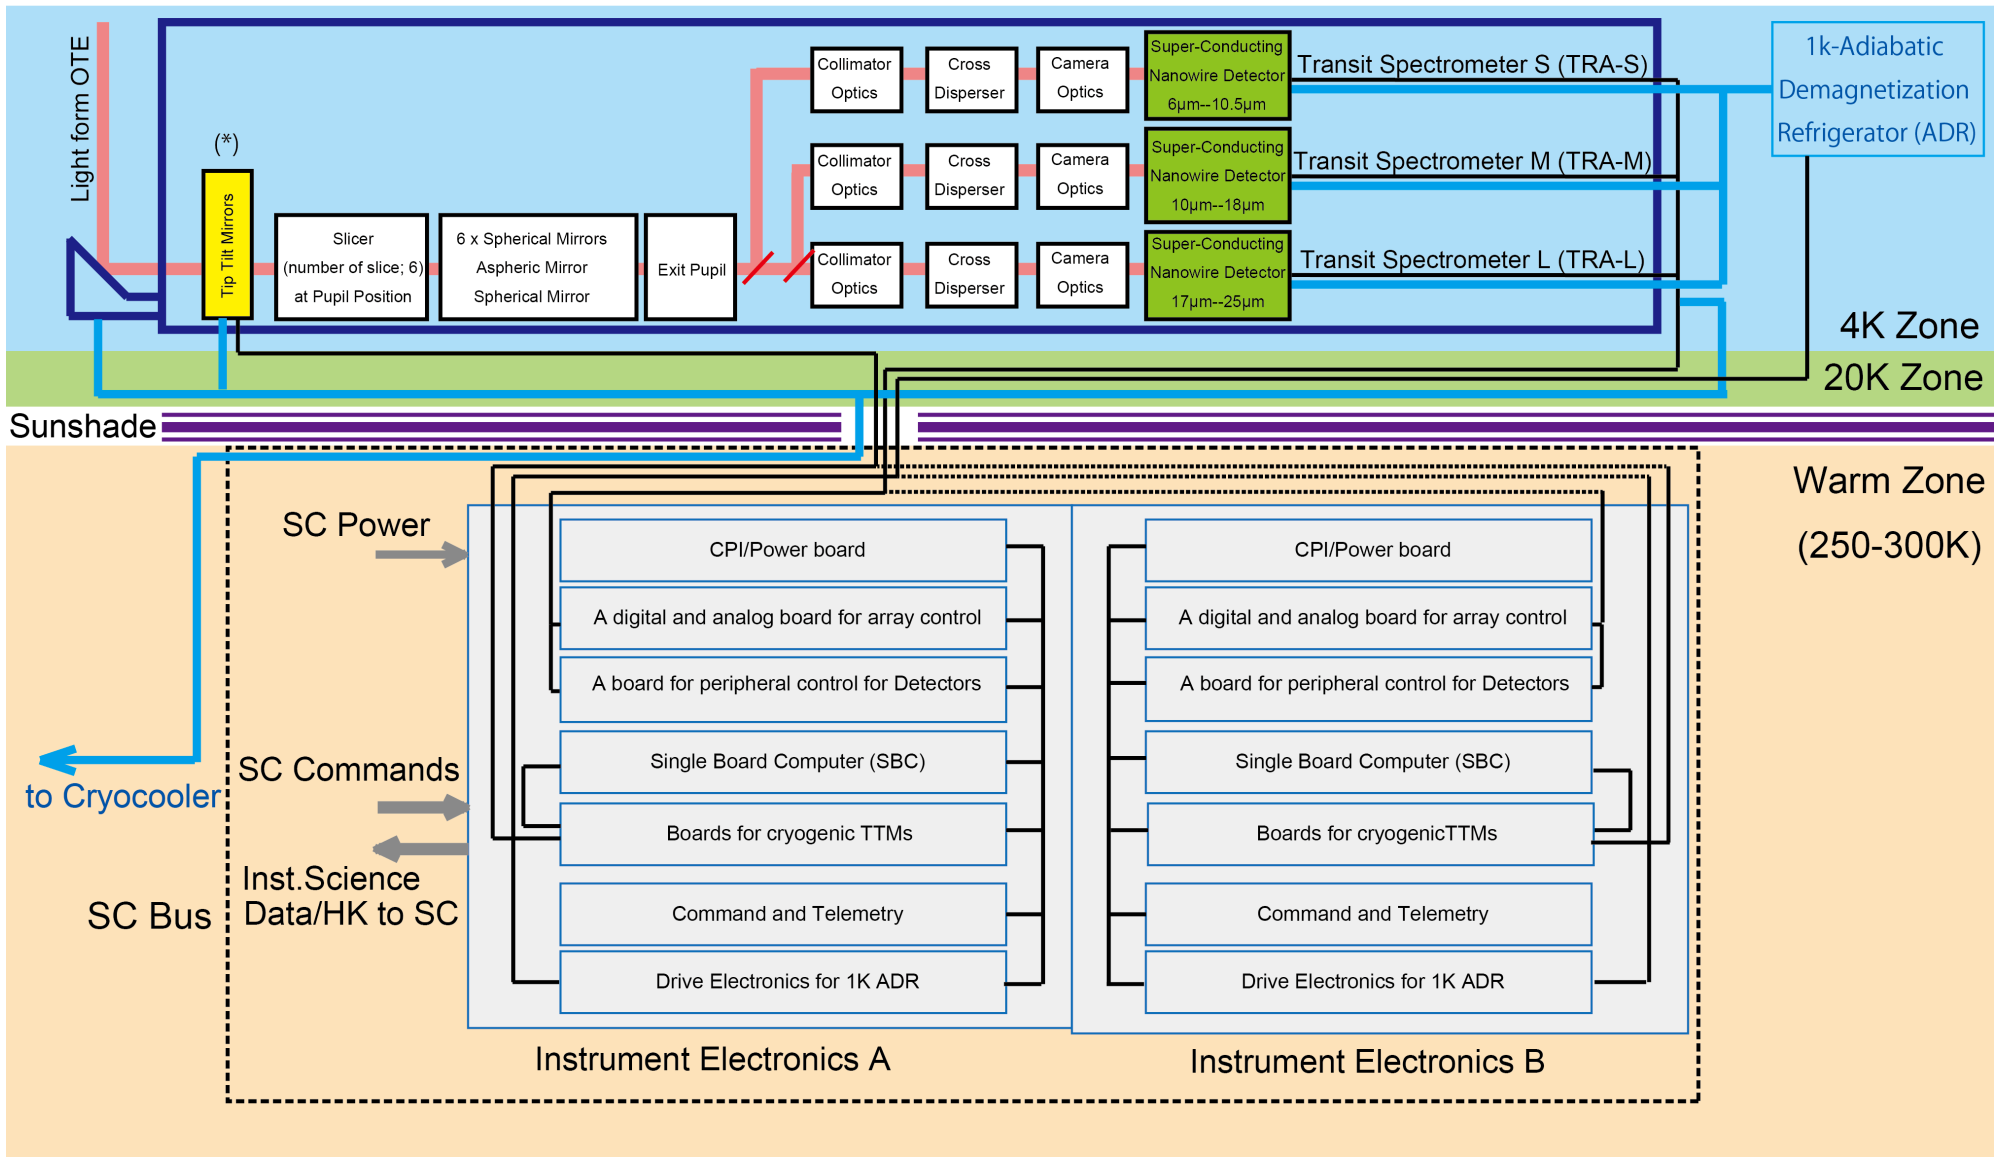 Light form OTE
(*)
Tip Tilt Mirrors
Slicer
(number of slice; 6)
at Pupil Position
6 x Spherical Mirrors
Aspheric Mirror
Spherical Mirror
Exit Pupil
Collimator
Optics
Cross
Disperser
Camera
Optics
Super-Conducting
Nanowire Detector
6μm--10.5μm
Transit Spectrometer S (TRA-S)
Collimator
Optics
Cross
Disperser
Camera
Optics
Super-Conducting
Nanowire Detector
10μm--18μm
Transit Spectrometer M (TRA-M)
Collimator
Optics
Cross
Disperser
Camera
Optics
Super-Conducting
Nanowire Detector
17μm--25μm
Transit Spectrometer L (TRA-L)
1k-Adiabatic
Demagnetization
Refrigerator (ADR)
4K Zone
20K Zone
Sunshade
Warm Zone
(250-300K)
SC Power
SC Commands
to Cryocooler
Inst.Science
Data/HK to SC
SC Bus
CPI/Power board
A digital and analog board for array control
A board for peripheral control for Detectors
Single Board Computer (SBC)
Boards for cryogenic TTMs
Command and Telemetry
Drive Electronics for 1K ADR
Instrument Electronics A
CPI/Power board
A digital and analog board for array control
A board for peripheral control for Detectors
Single Board Computer (SBC)
Boards for cryogenicTTMs
Command and Telemetry
Drive Electronics for 1K ADR
Instrument Electronics B